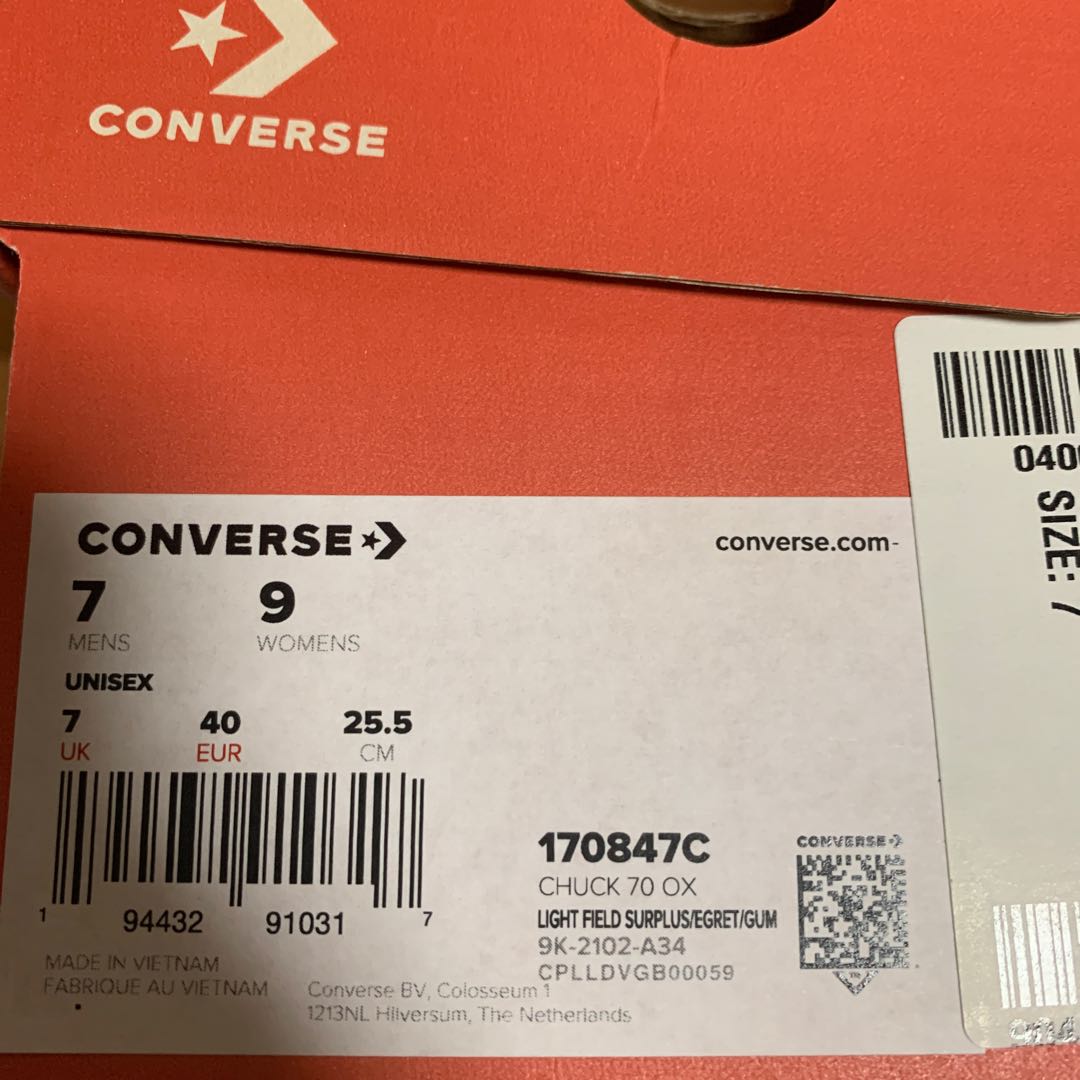 CONVERSE
CONVERSE
converse.com-
7 9
MENS WOMENS
UNISEX
7 40 25.5
UK EUR CM
1 94432 91031 7
170847C
CHUCK 70 OX
LIGHT FIELD SURPLUS/EGRET/GUM
9K-2102-A34
CPLLDVGB00059
CONVERSE
MADE IN VIETNAM
FABRIQUE AU VIETNAM
Converse BV, Colosseum 1
1213NL Hilversum, The Netherlands
040
SIZE: 7